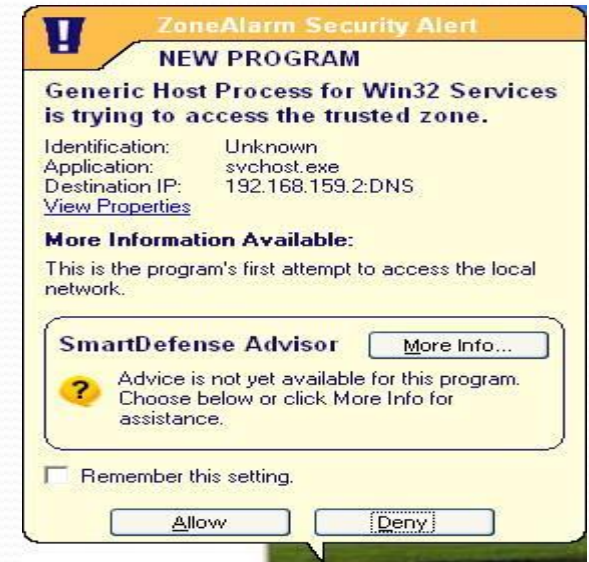 ZoneAlarm Security Alert
NEW PROGRAM
Generic Host Process for Win32 Services
is trying to access the trusted zone.
Identification: Unknown
Application: svchost.exe
Destination IP: 192.168.159.2:DNS
View Properties
More Information Available:
This is the program's first attempt to access the local
network.
SmartDefense Advisor More Info...
Advice is not yet available for this program.
Choose below or click More Info for
assistance.
Remember this setting.
Allow Deny